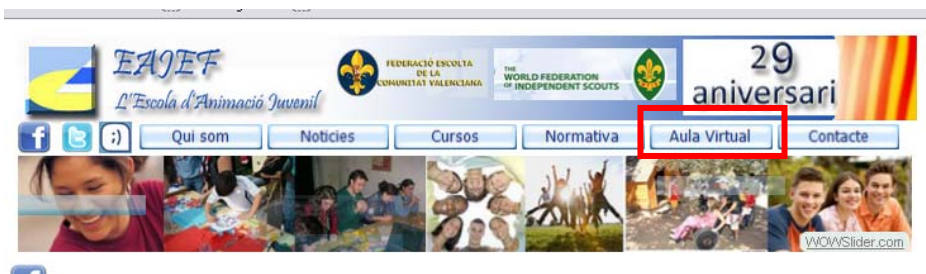 EAJEF
L'Escola d'Animació Juvenil
FEDERACIÓ ESCOLTA
DE LA
COMUNITAT VALENCIANA
THE
WORLD FEDERATION
OF INDEPENDENT SCOUTS
29
aniversari
f
;)
Qui som
Noticies
Cursos
Normativa
Aula Virtual
Contacte
WOWSlider.com